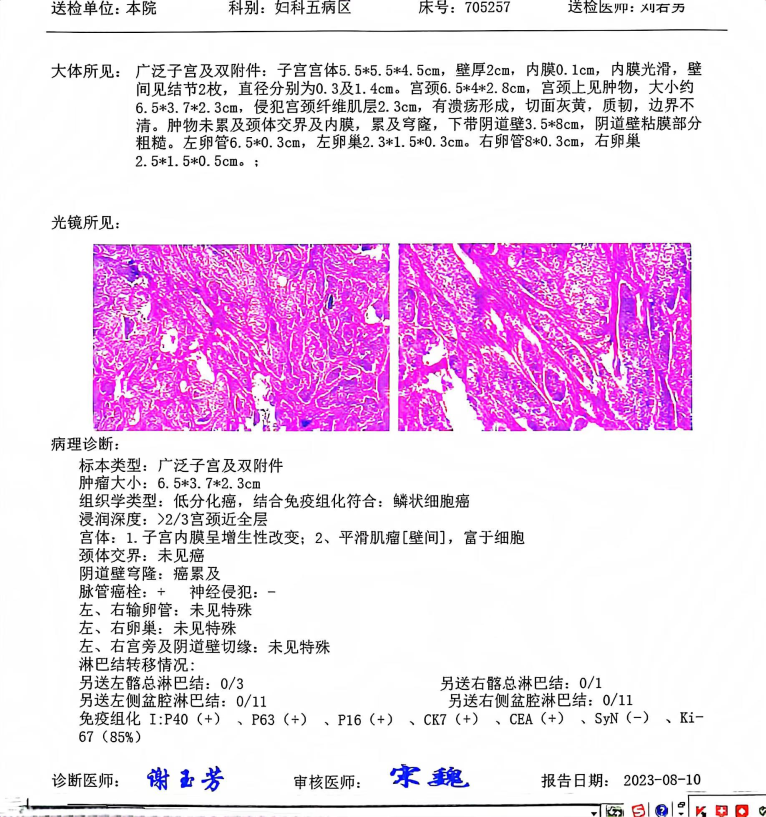 送检单位: 本院 科别: 妇科五病区 床号: 705257 送检医师: 刘若男
大体所见: 广泛子宫及双附件: 子宫宫体5.5*5.5*4.5cm, 壁厚2cm, 内膜0.1cm, 内膜光滑, 壁
间见结节2枚, 直径分别为0.3及1.4cm。宫颈6.5*4*2.8cm, 宫颈上见肿物, 大小约
6.5*3.7*2.3cm, 侵犯宫颈纤维肌层2.3cm, 有溃疡形成, 切面灰黄, 质韧, 边界不
清。肿物未累及颈体交界及内膜, 累及穹窿, 下带阴道壁3.5*8cm, 阴道壁粘膜部分
粗糙。左卵管6.5*0.3cm, 左卵巢2.3*1.5*0.3cm。右卵管8*0.3cm, 右卵巢
2.5*1.5*0.5cm。;
光镜所见:
病理诊断:
标本类型: 广泛子宫及双附件
肿瘤大小: 6.5*3.7*2.3cm
组织学类型: 低分化癌, 结合免疫组化符合: 鳞状细胞癌
浸润深度: >2/3宫颈近全层
宫体: 1.子宫内膜呈增生性改变; 2、平滑肌瘤[壁间], 富于细胞
颈体交界: 未见癌
阴道壁穹隆: 癌累及
脉管癌栓: + 神经侵犯: -
左、右输卵管: 未见特殊
左、右卵巢: 未见特殊
左、右宫旁及阴道壁切缘: 未见特殊
淋巴结转移情况:
另送左髂总淋巴结: 0/3 另送右髂总淋巴结: 0/1
另送左侧盆腔淋巴结: 0/11 另送右侧盆腔淋巴结: 0/11
免疫组化 I:P40 (+) 、P63 (+) 、P16 (+) 、CK7 (+) 、CEA (+) 、SyN (-) 、Ki-
67 (85%)
诊断医师: 谢玉芳 审核医师: 宋魏 报告日期: 2023-08-10